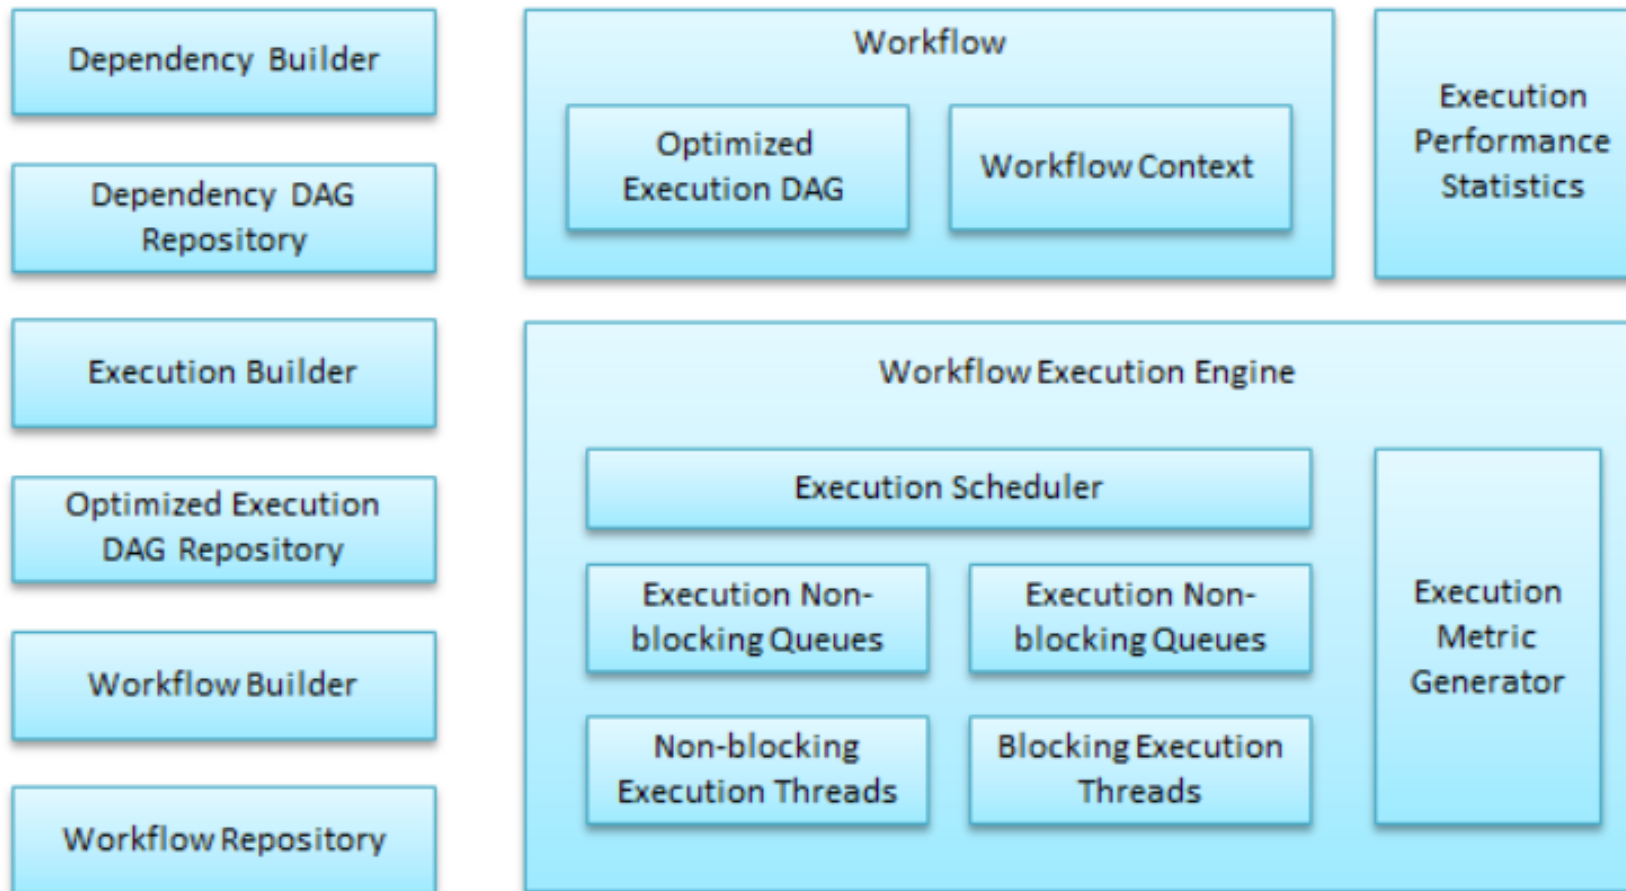 Dependency Builder
Dependency DAG
Repository
Execution Builder
Optimized Execution
DAG Repository
Workflow Builder
Workflow Repository
Workflow
Optimized
Execution DAG
Workflow Context
Execution
Performance
Statistics
Workflow Execution Engine
Execution Scheduler
Execution Non-
blocking Queues
Execution Non-
blocking Queues
Non-blocking
Execution Threads
Blocking Execution
Threads
Execution
Metric
Generator